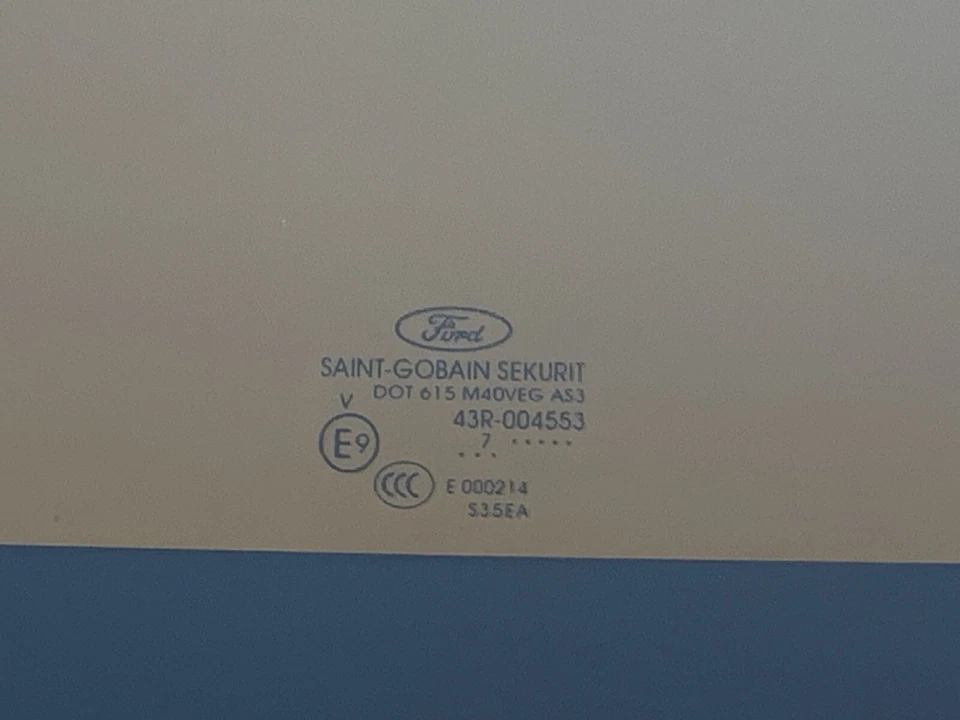 Ford
SAINT-GOBAIN SEKURIT
DOT 615 M40VEG AS3
V
43R-004553
E9
7 .....
...
CCC
E 000214
S35EA